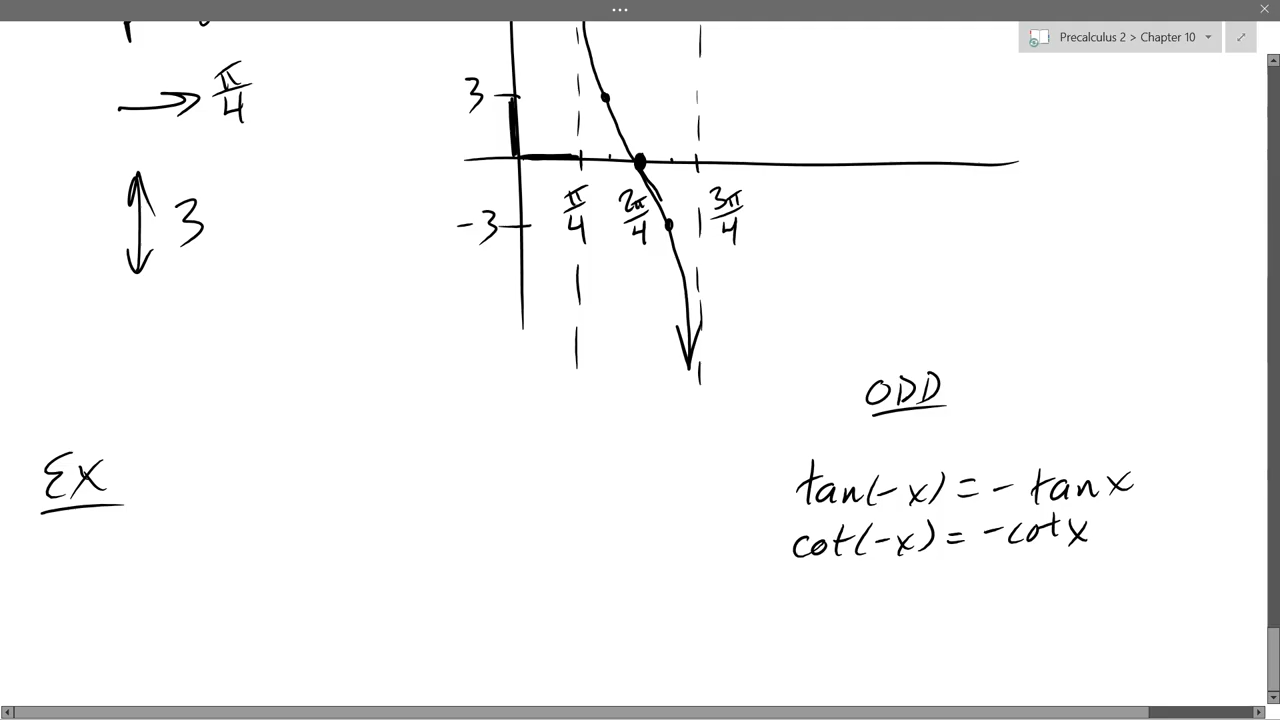 Precalculus 2 > Chapter 10
→ π/4
3
3
-3
π/4 2π/4 3π/4
ODD
EX
tan(-x) = - tan x
cot(-x) = -cot x